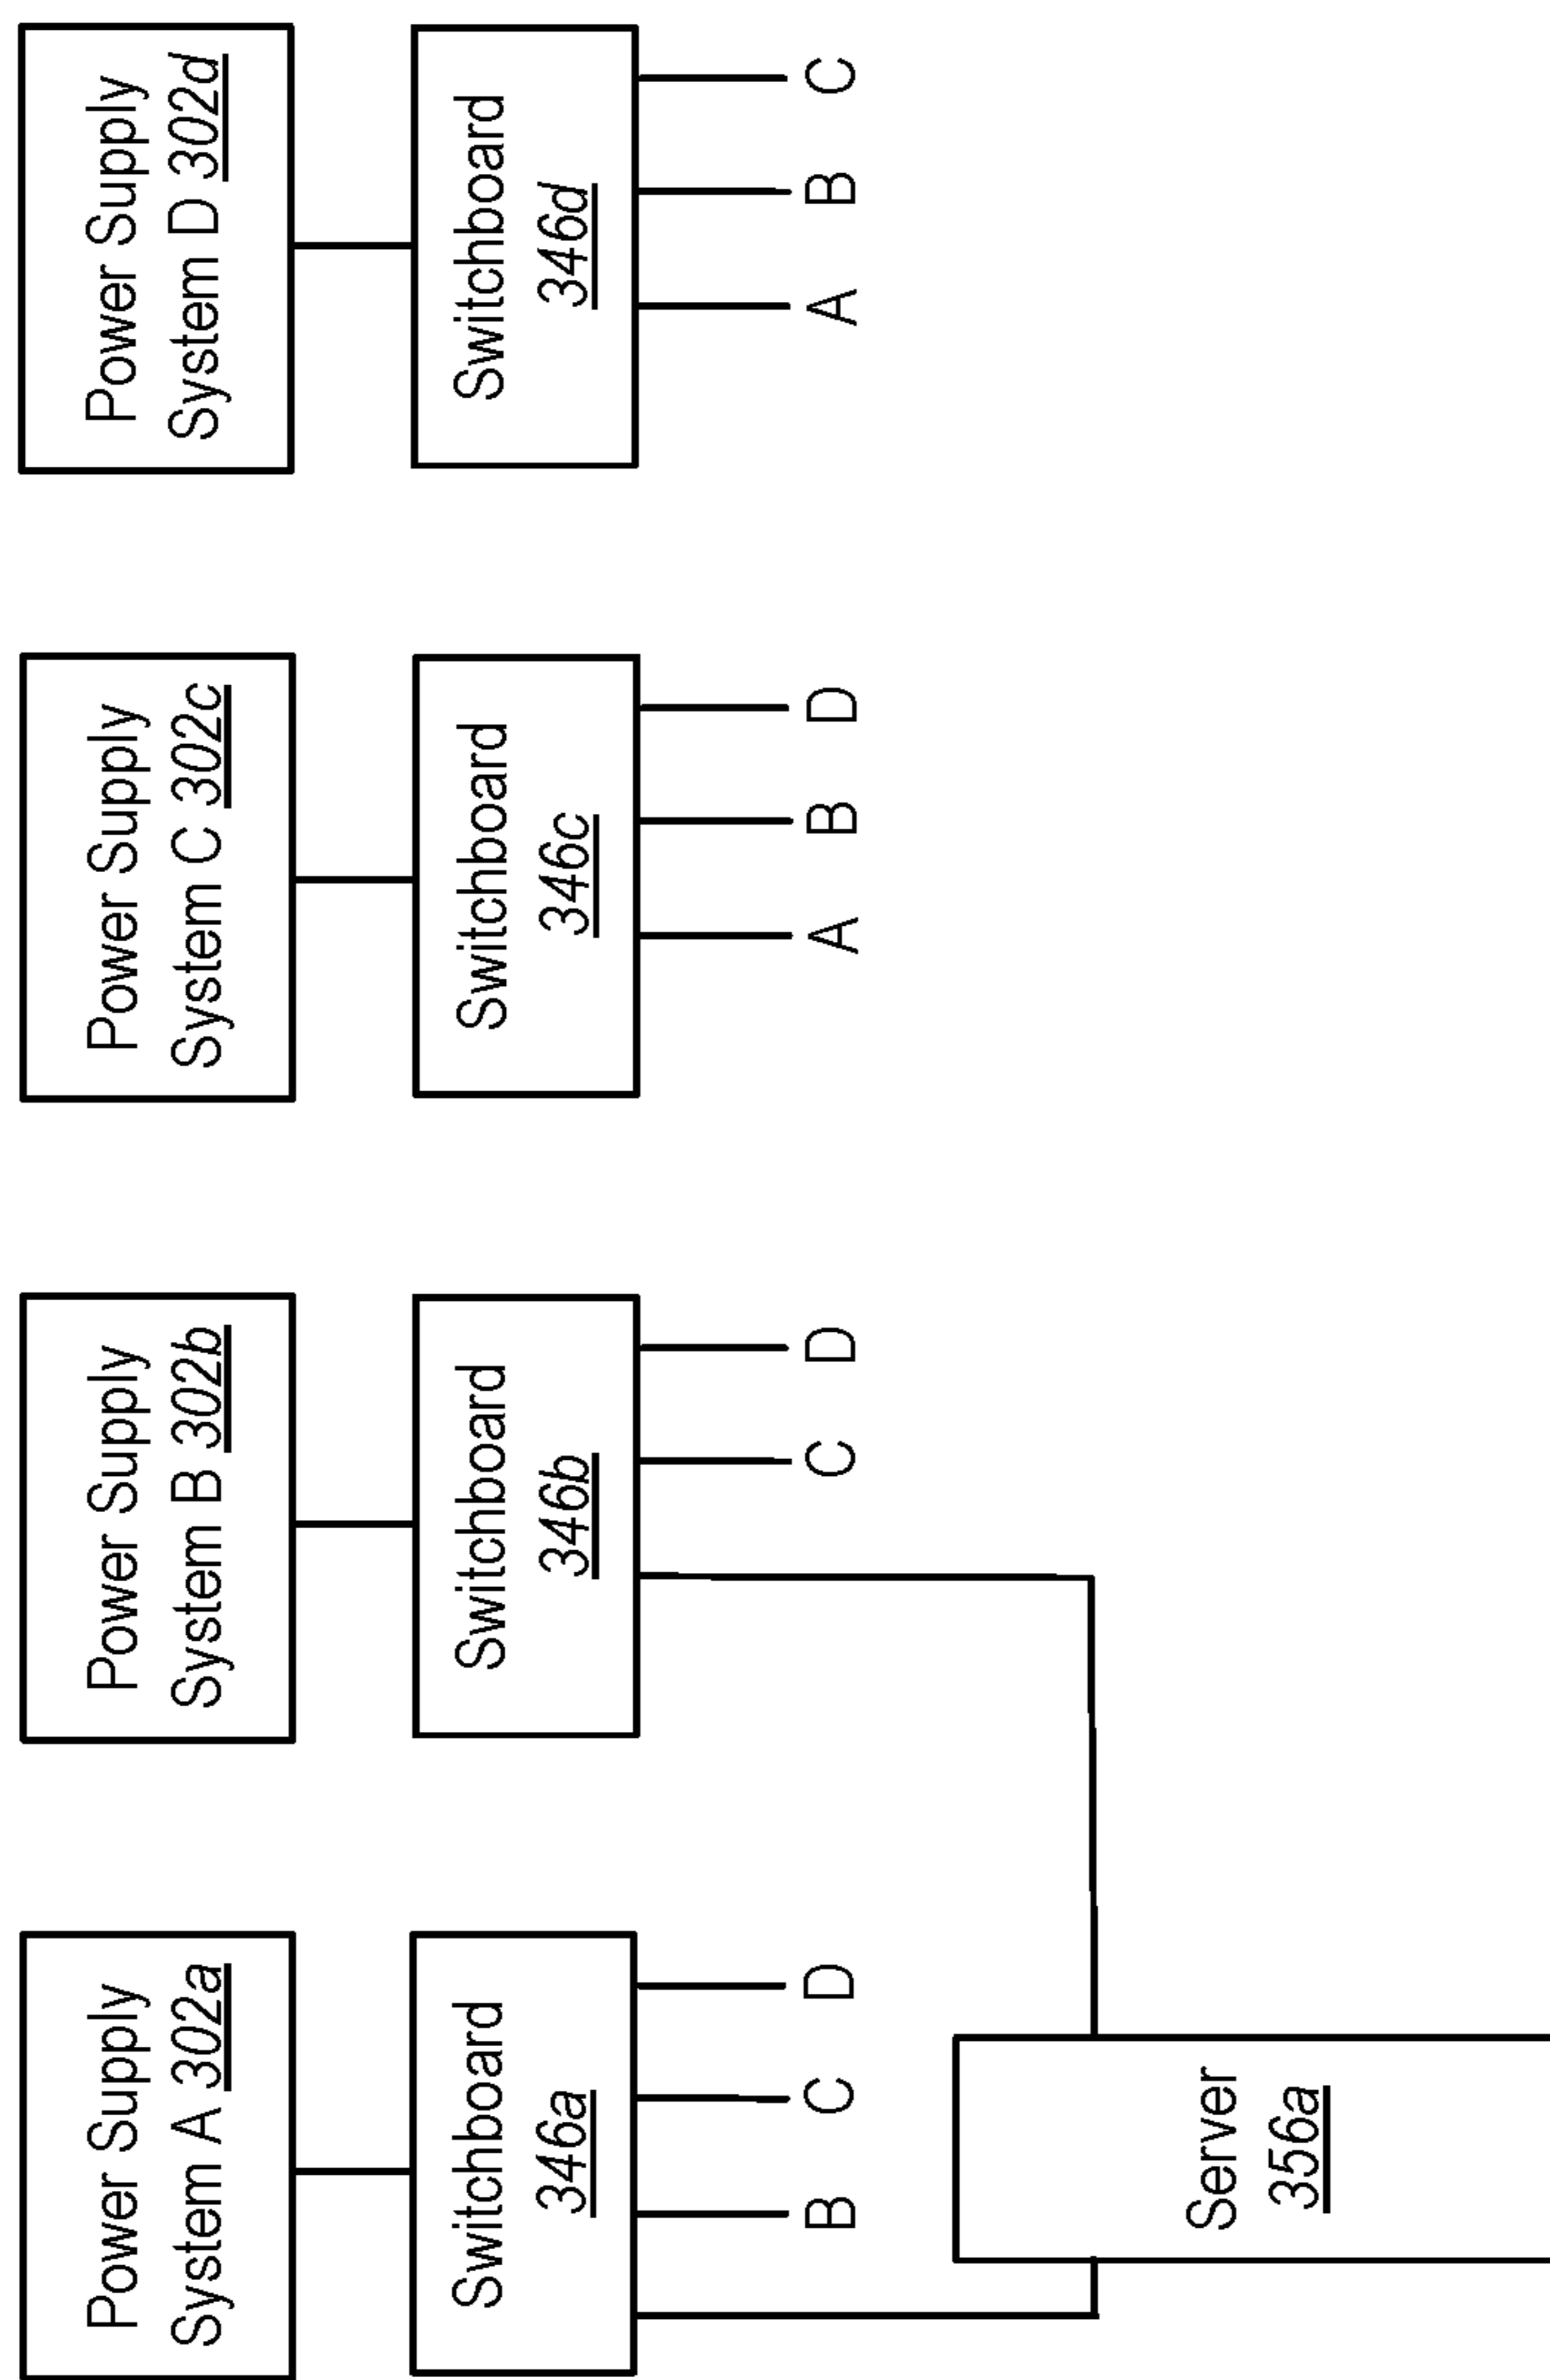 Power Supply
System A 302a
Power Supply
System B 302b
Power Supply
System C 302c
Power Supply
System D 302d
Switchboard
346a
Switchboard
346b
Switchboard
346c
Switchboard
346d
B C D
C D
A B D
A B C
Server
356a